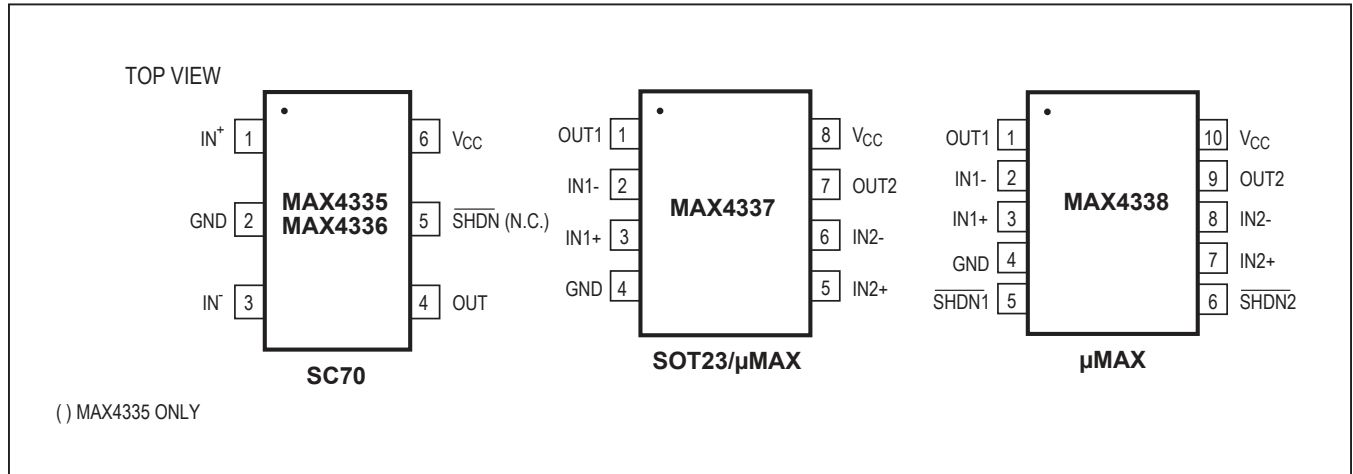 TOP VIEW
IN⁺ 1
GND 2
IN⁻ 3
6 VCC
5 S̅H̅D̅N̅ (N.C.)
4 OUT
MAX4335
MAX4336
SC70
( ) MAX4335 ONLY
OUT1 1
IN1- 2
IN1+ 3
GND 4
8 VCC
7 OUT2
6 IN2-
5 IN2+
MAX4337
SOT23/µMAX
OUT1 1
IN1- 2
IN1+ 3
GND 4
S̅H̅D̅N̅1 5
10 VCC
9 OUT2
8 IN2-
7 IN2+
6 S̅H̅D̅N̅2
MAX4338
µMAX